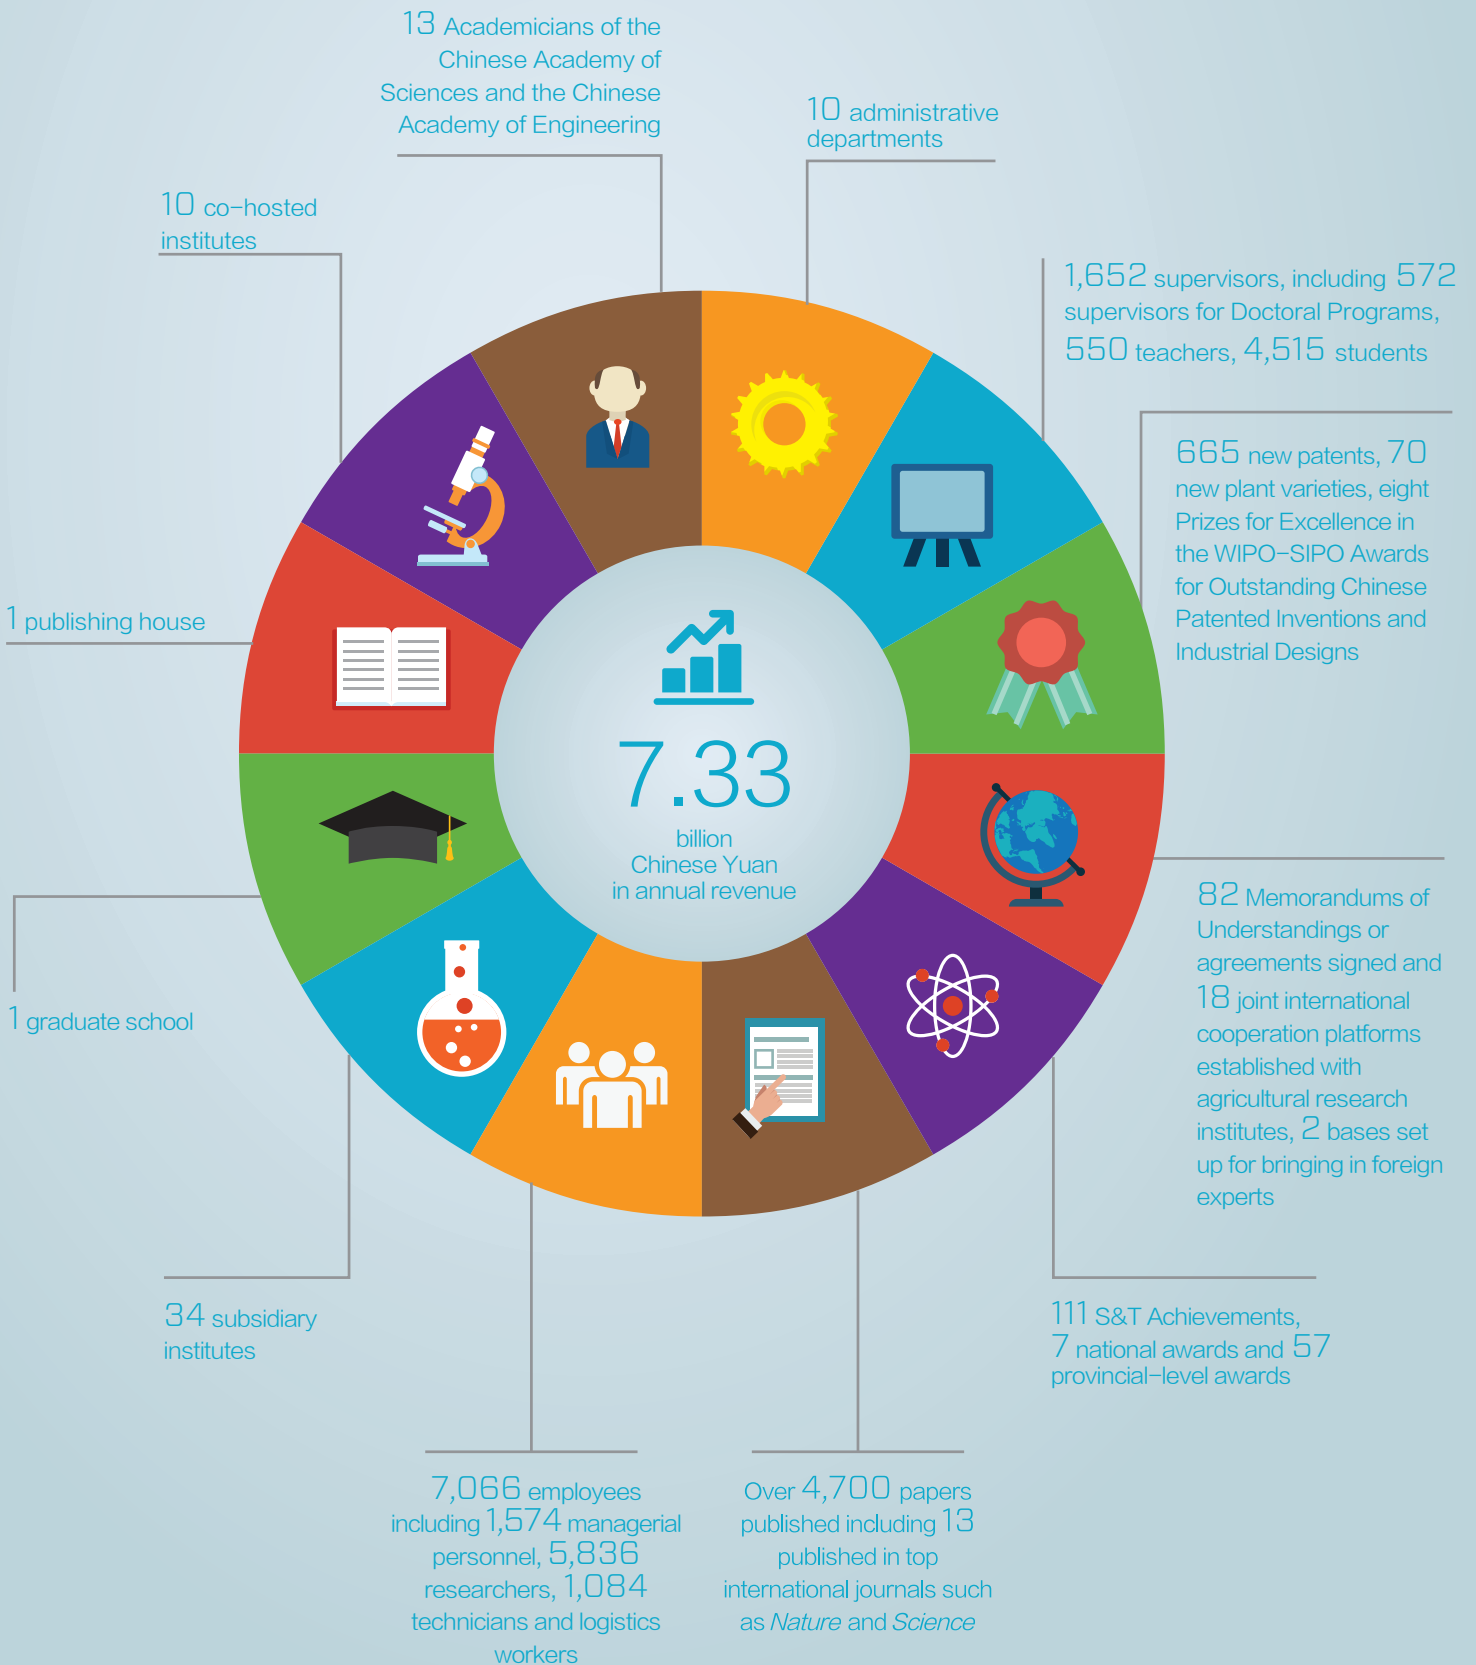 13 Academicians of the
Chinese Academy of
Sciences and the Chinese
Academy of Engineering
10 administrative
departments
10 co-hosted
institutes
1,652 supervisors, including 572
supervisors for Doctoral Programs,
550 teachers, 4,515 students
665 new patents, 70
new plant varieties, eight
Prizes for Excellence in
the WIPO-SIPO Awards
for Outstanding Chinese
Patented Inventions and
Industrial Designs
1 publishing house
7.33
billion
Chinese Yuan
in annual revenue
82 Memorandums of
Understandings or
agreements signed and
18 joint international
cooperation platforms
established with
agricultural research
institutes, 2 bases set
up for bringing in foreign
experts
1 graduate school
34 subsidiary
institutes
111 S&T Achievements,
7 national awards and 57
provincial-level awards
7,066 employees
including 1,574 managerial
personnel, 5,836
researchers, 1,084
technicians and logistics
workers
Over 4,700 papers
published including 13
published in top
international journals such
as Nature and Science